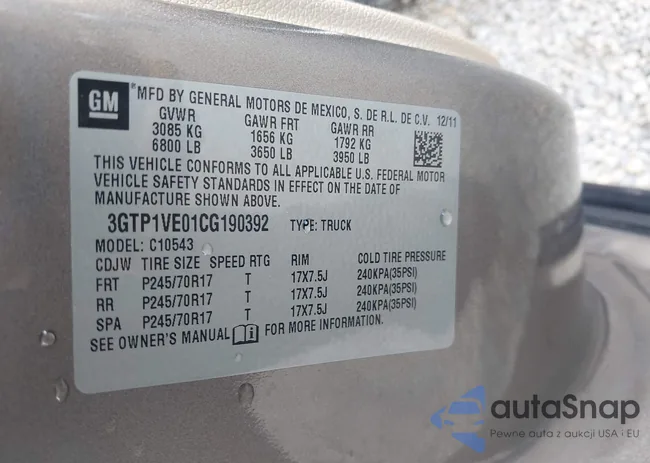 GM
MFD BY GENERAL MOTORS DE MEXICO, S. DE R.L. DE C.V. 12/11
GVWR GAWR FRT GAWR RR
3085 KG 1656 KG 1792 KG
6800 LB 3650 LB 3950 LB
THIS VEHICLE CONFORMS TO ALL APPLICABLE U.S. FEDERAL MOTOR
VEHICLE SAFETY STANDARDS IN EFFECT ON THE DATE OF
MANUFACTURE SHOWN ABOVE.
3GTP1VE01CG190392 TYPE: TRUCK
MODEL: C10543
CDJW TIRE SIZE SPEED RTG RIM COLD TIRE PRESSURE
FRT P245/70R17 T 17X7.5J 240KPA(35PSI)
RR P245/70R17 T 17X7.5J 240KPA(35PSI)
SPA P245/70R17 T 17X7.5J 240KPA(35PSI)
SEE OWNER'S MANUAL FOR MORE INFORMATION.
autaSnap
Pewne auta z aukcji USA i EU